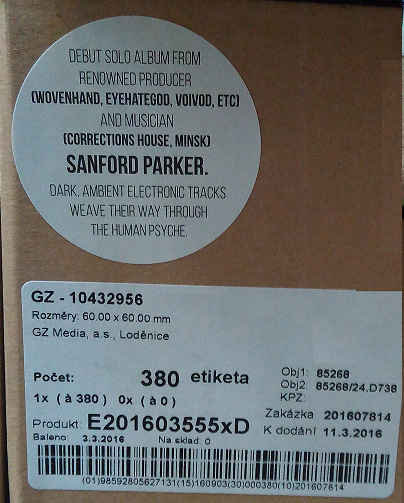 DEBUT SOLO ALBUM FROM
RENOWNED PRODUCER
(WOVENHAND, EYEHATEGOD, VOIVOD, ETC)
AND MUSICIAN
(CORRECTIONS HOUSE, MINSK)
SANFORD PARKER.
DARK, AMBIENT ELECTRONIC TRACKS
WEAVE THEIR WAY THROUGH
THE HUMAN PSYCHE.
GZ - 10432956
Rozměry: 60.00 x 60.00 mm
GZ Media, a.s., Loděnice
Počet: 380 etiketa
1x ( à 380 ) 0x ( à 0 )
Obj1: 85268
Obj2: 85268/24,D738
KPZ:
Zakázka 201607814
Produkt: E201603555xD
K dodání 11.3.2016
Baleno: 3.3.2016 Na sklad: 0
(01)98592805627131(15)160903(30)000380(10)201607814